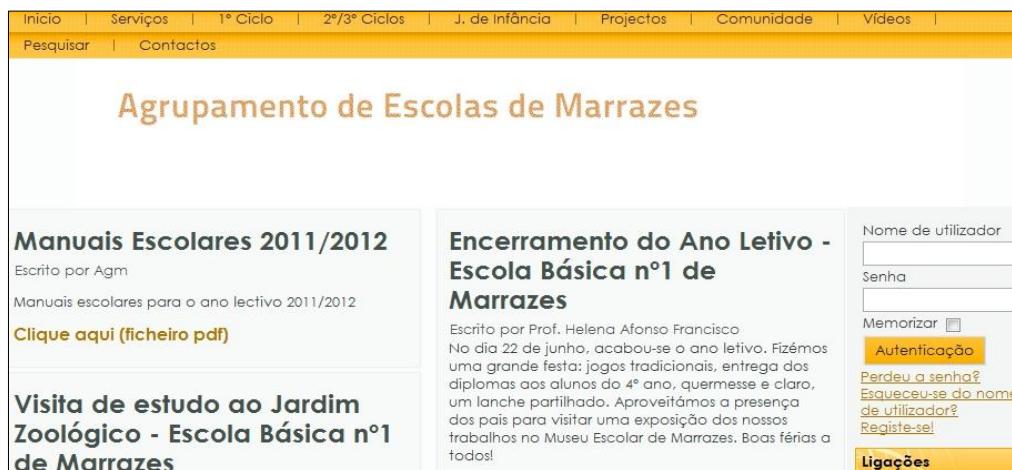 Inicio | Serviços | 1º Ciclo | 2º/3º Ciclos | J. de Infância | Projectos | Comunidade | Vídeos |
Pesquisar | Contactos
Agrupamento de Escolas de Marrazes
Manuais Escolares 2011/2012
Escrito por Agm
Manuais escolares para o ano lectivo 2011/2012
Clique aqui (ficheiro pdf)
Visita de estudo ao Jardim
Zoológico - Escola Básica nº1
de Marrazes
Encerramento do Ano Letivo -
Escola Básica nº1 de
Marrazes
Escrito por Prof. Helena Afonso Francisco
No dia 22 de junho, acabou-se o ano letivo. Fizémos
uma grande festa: jogos tradicionais, entrega dos
diplomas aos alunos do 4º ano, quermesse e claro,
um lanche partilhado. Aproveitámos a presença
dos pais para visitar uma exposição dos nossos
trabalhos no Museu Escolar de Marrazes. Boas férias a
todos!
Nome de utilizador
Senha
Memorizar
Autenticação
Perdeu a senha?
Esqueceu-se do nome
de utilizador?
Registe-se!
Ligações